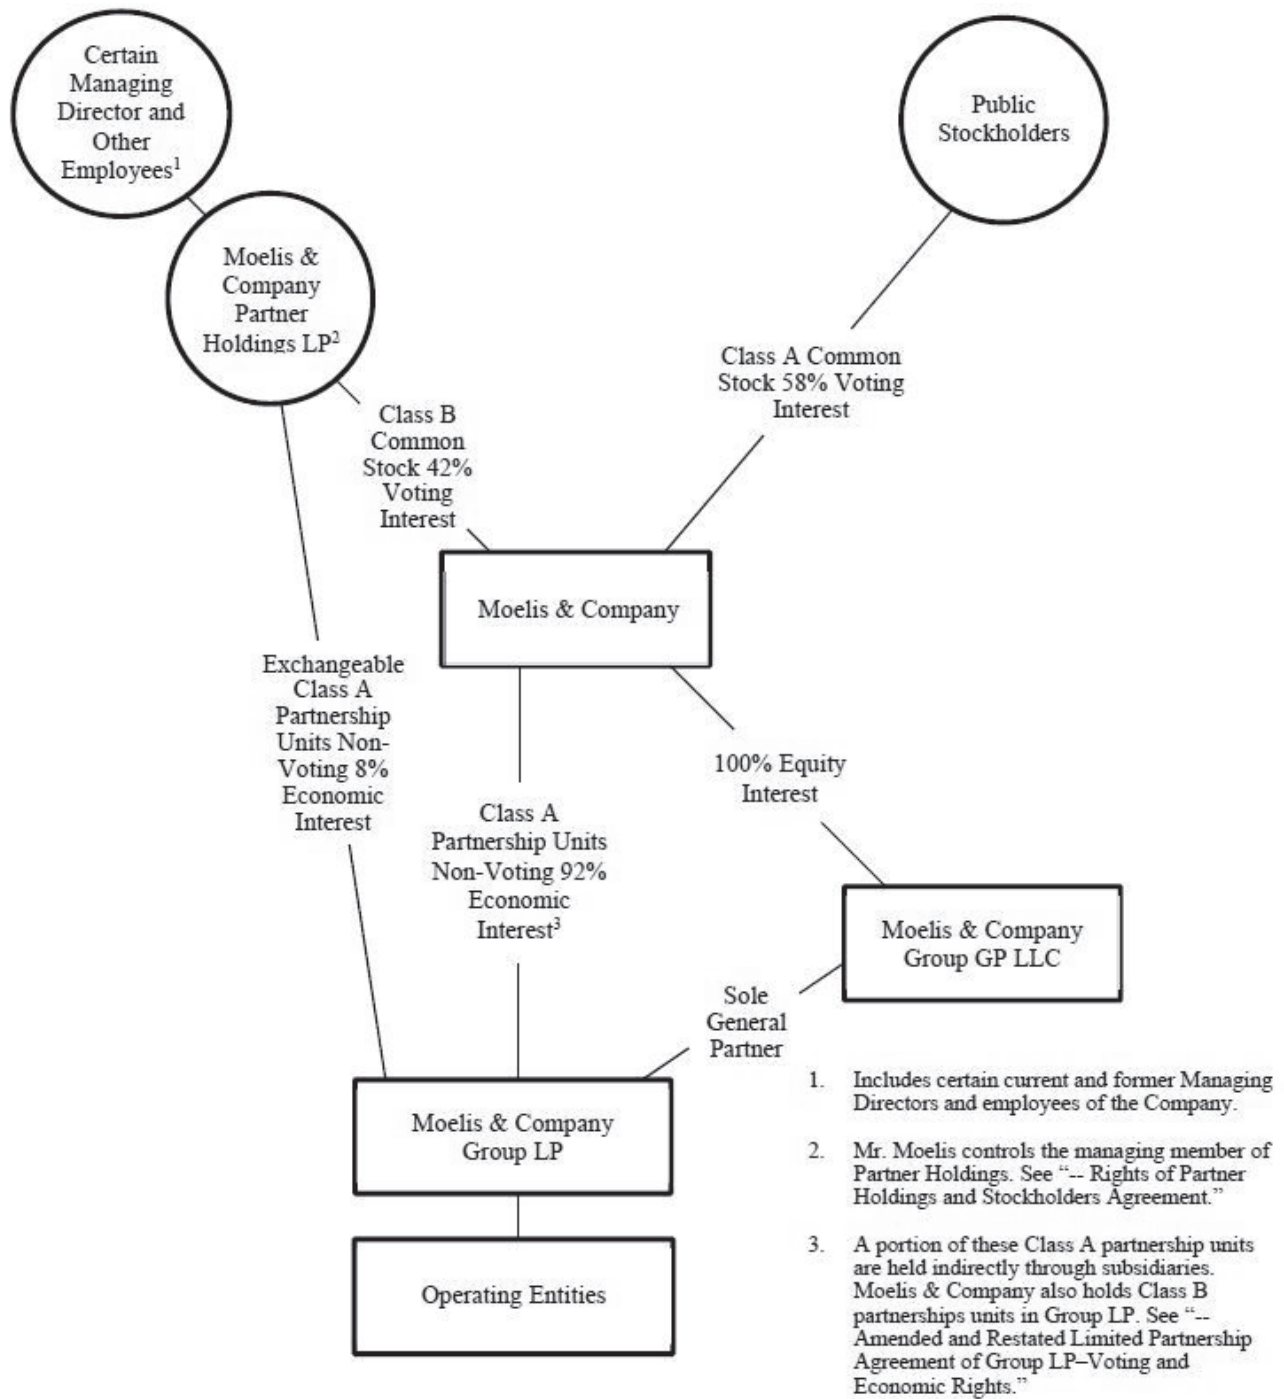 Certain
Managing
Director and
Other
Employees1
Public
Stockholders
Moelis &
Company
Partner
Holdings LP2
Class A Common
Stock 58% Voting
Interest
Class B
Common
Stock 42%
Voting
Interest
Moelis & Company
Exchangeable
Class A
Partnership
Units Non-
Voting 8%
Economic
Interest
100% Equity
Interest
Class A
Partnership Units
Non-Voting 92%
Economic
Interest3
Moelis & Company
Group GP LLC
Sole
General
Partner
Moelis & Company
Group LP
Operating Entities
1. Includes certain current and former Managing
Directors and employees of the Company.
2. Mr. Moelis controls the managing member of
Partner Holdings. See “-- Rights of Partner
Holdings and Stockholders Agreement.”
3. A portion of these Class A partnership units
are held indirectly through subsidiaries.
Moelis & Company also holds Class B
partnerships units in Group LP. See “--
Amended and Restated Limited Partnership
Agreement of Group LP–Voting and
Economic Rights.”